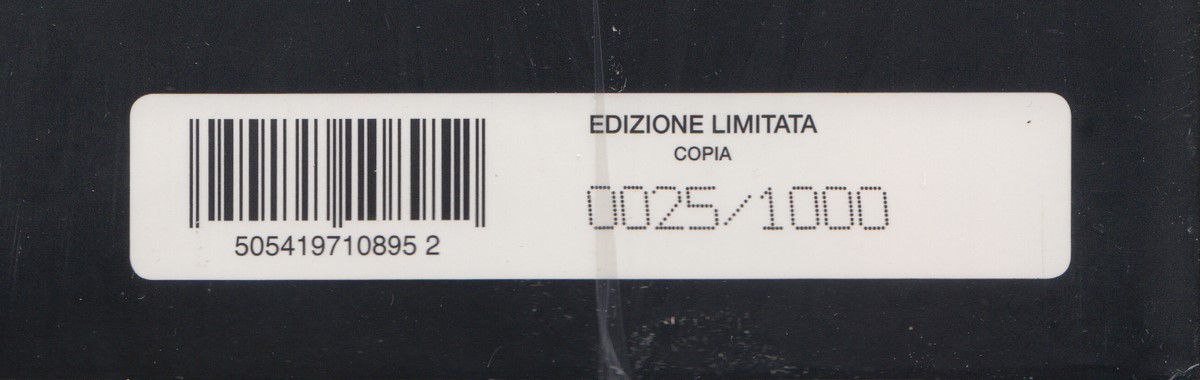 EDIZIONE LIMITATA
COPIA
0025/1000
505419710895 2